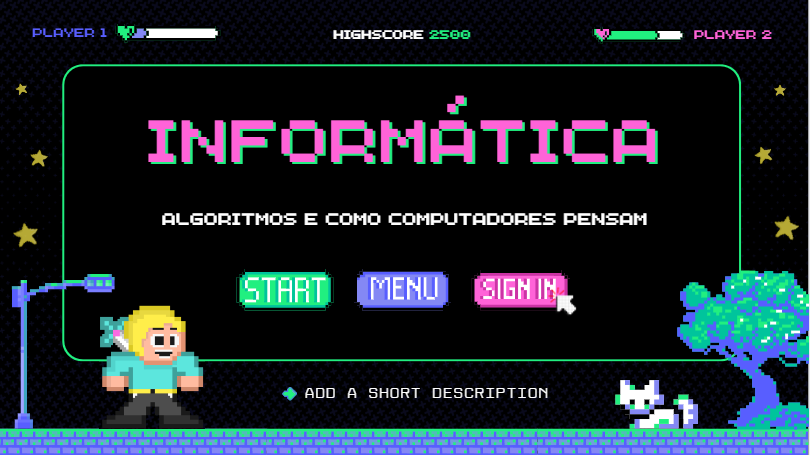 PLAYER 1
HIGHSCORE 2500
PLAYER 2
INFORMÁTICA
ALGORITMOS E COMO COMPUTADORES PENSAM
START
MENU
SIGN IN
ADD A SHORT DESCRIPTION